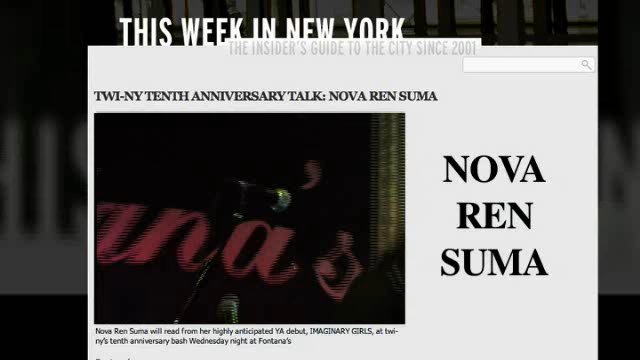 THIS WEEK IN NEW YORK
THE INSIDER'S GUIDE TO THE CITY SINCE 2001
TWI-NY TENTH ANNIVERSARY TALK: NOVA REN SUMA
ana's
NOVA
REN
SUMA
Nova Ren Suma will read from her highly anticipated YA debut, IMAGINARY GIRLS, at twi-
ny's tenth anniversary bash Wednesday night at Fontana's